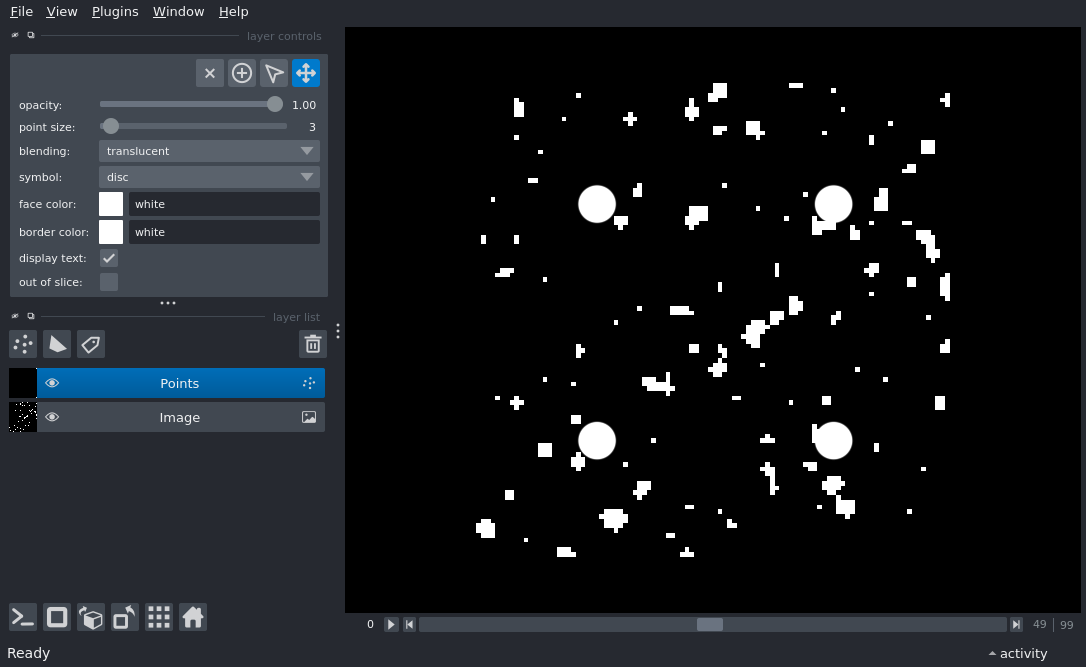 File View Plugins Window Help
layer controls
opacity: 1.00
point size: 3
blending: translucent
symbol: disc
face color: white
border color: white
display text:
out of slice:
layer list
Points
Image
0 49 | 99
Ready activity